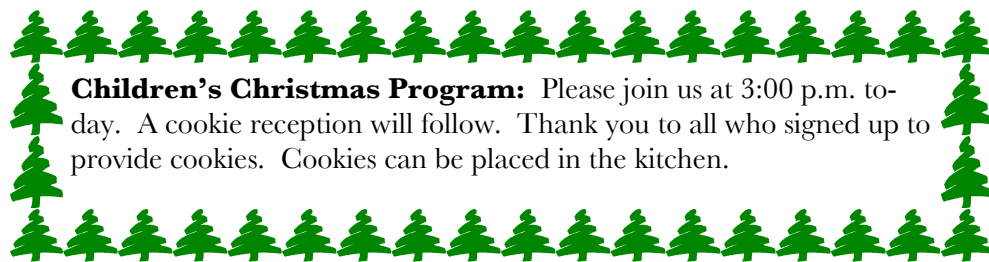 Children’s Christmas Program:  Please join us at 3:00 p.m. to-
day.  A cookie reception will follow.  Thank you to all who signed up to
provide cookies.  Cookies can be placed in the kitchen.